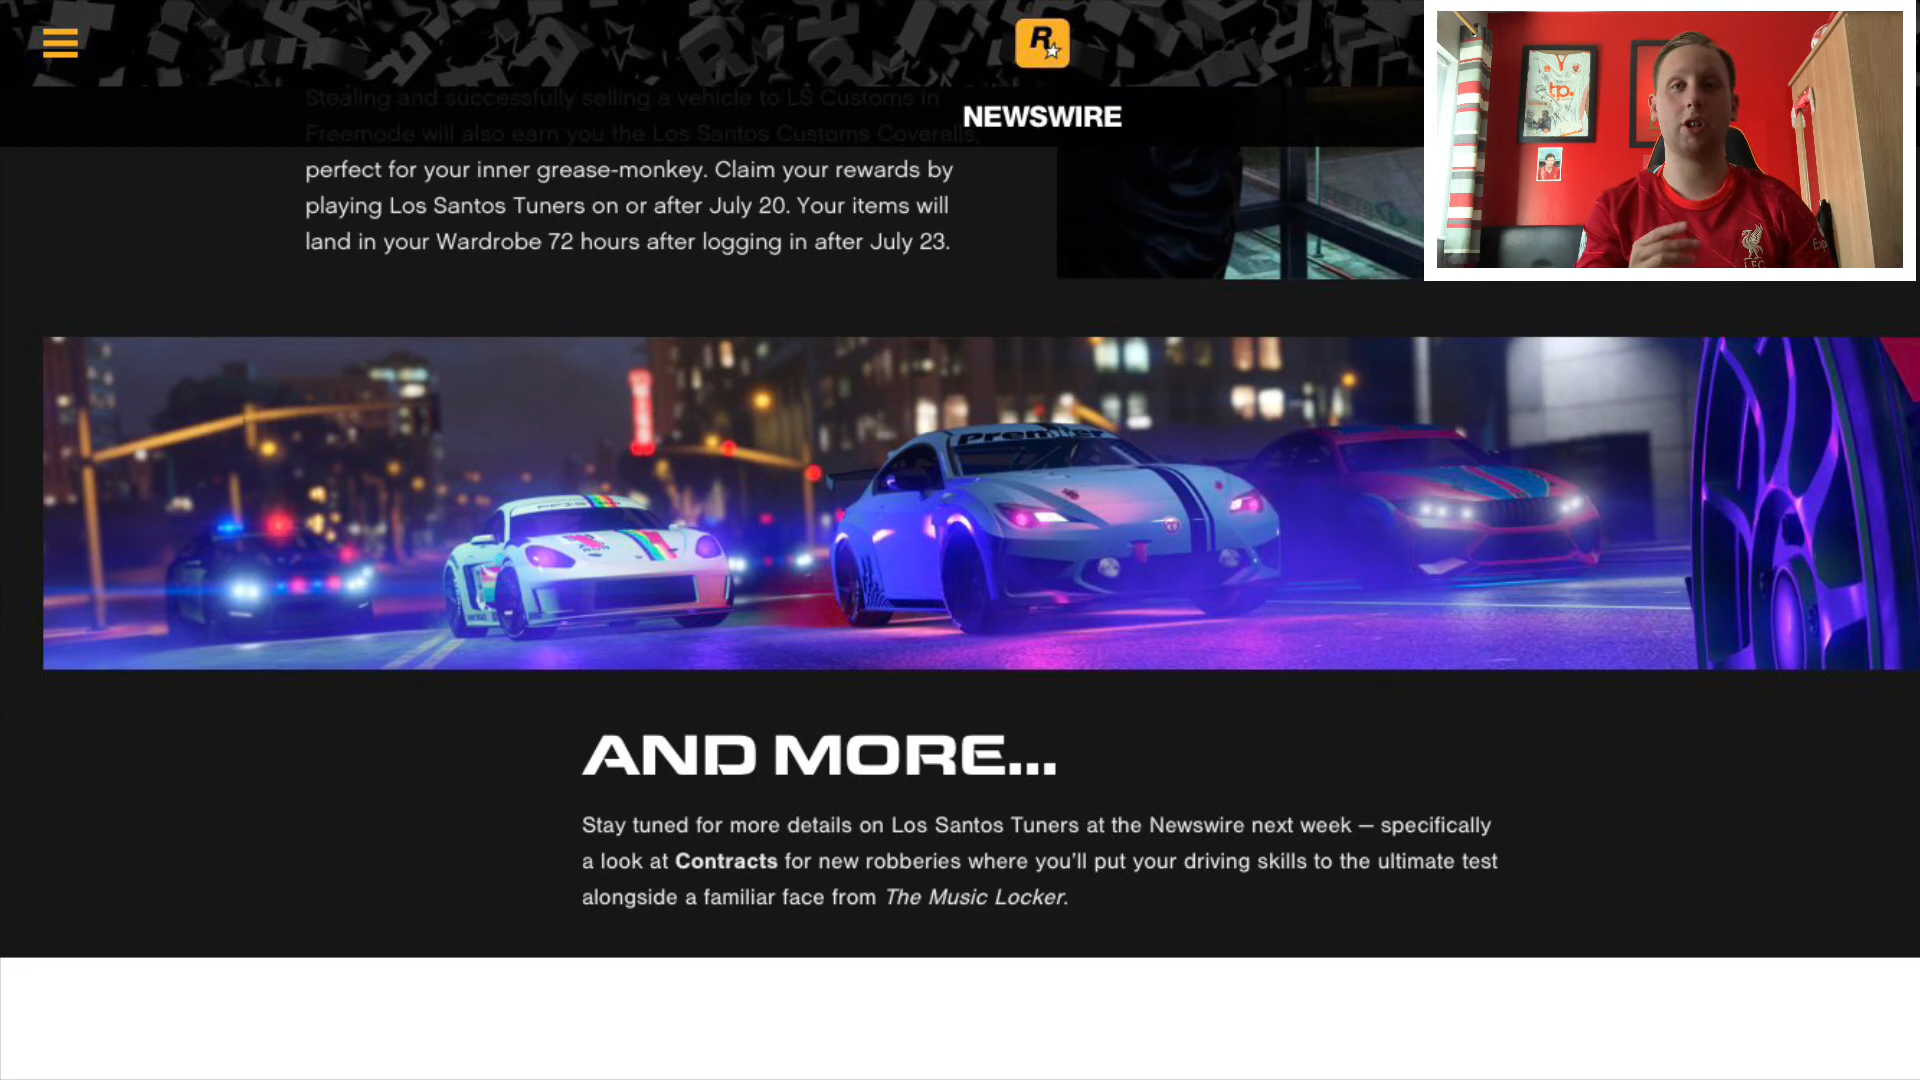 R
NEWSWIRE
Stealing and successfully selling a vehicle to LS Customs in
Freemode will also earn you the Los Santos Customs Coveralls,
perfect for your inner grease-monkey. Claim your rewards by
playing Los Santos Tuners on or after July 20. Your items will
land in your Wardrobe 72 hours after logging in after July 23.
tp.
Exp
LFC
Premier
AND MORE...
Stay tuned for more details on Los Santos Tuners at the Newswire next week — specifically
a look at Contracts for new robberies where you'll put your driving skills to the ultimate test
alongside a familiar face from The Music Locker.